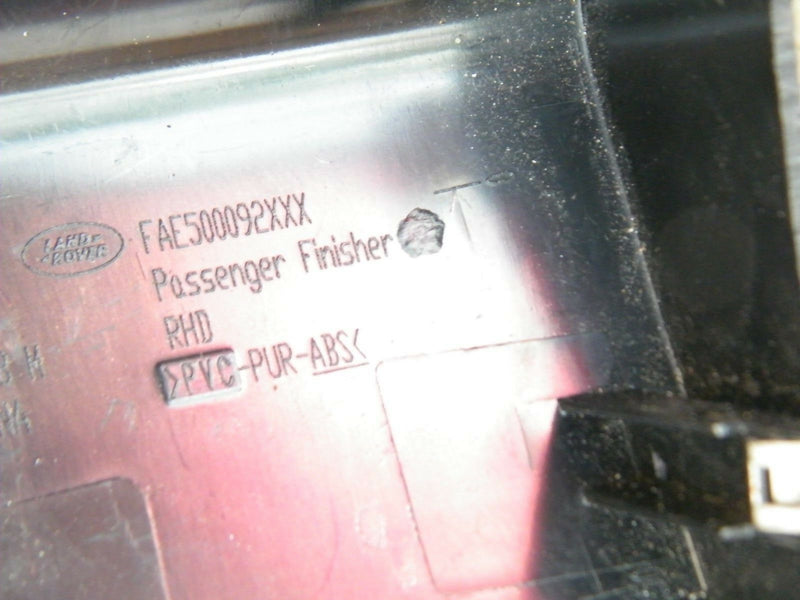 LAND-
-ROVER
FAE500092XXX
Passenger Finisher
RHD
>PVC-PUR-ABS<